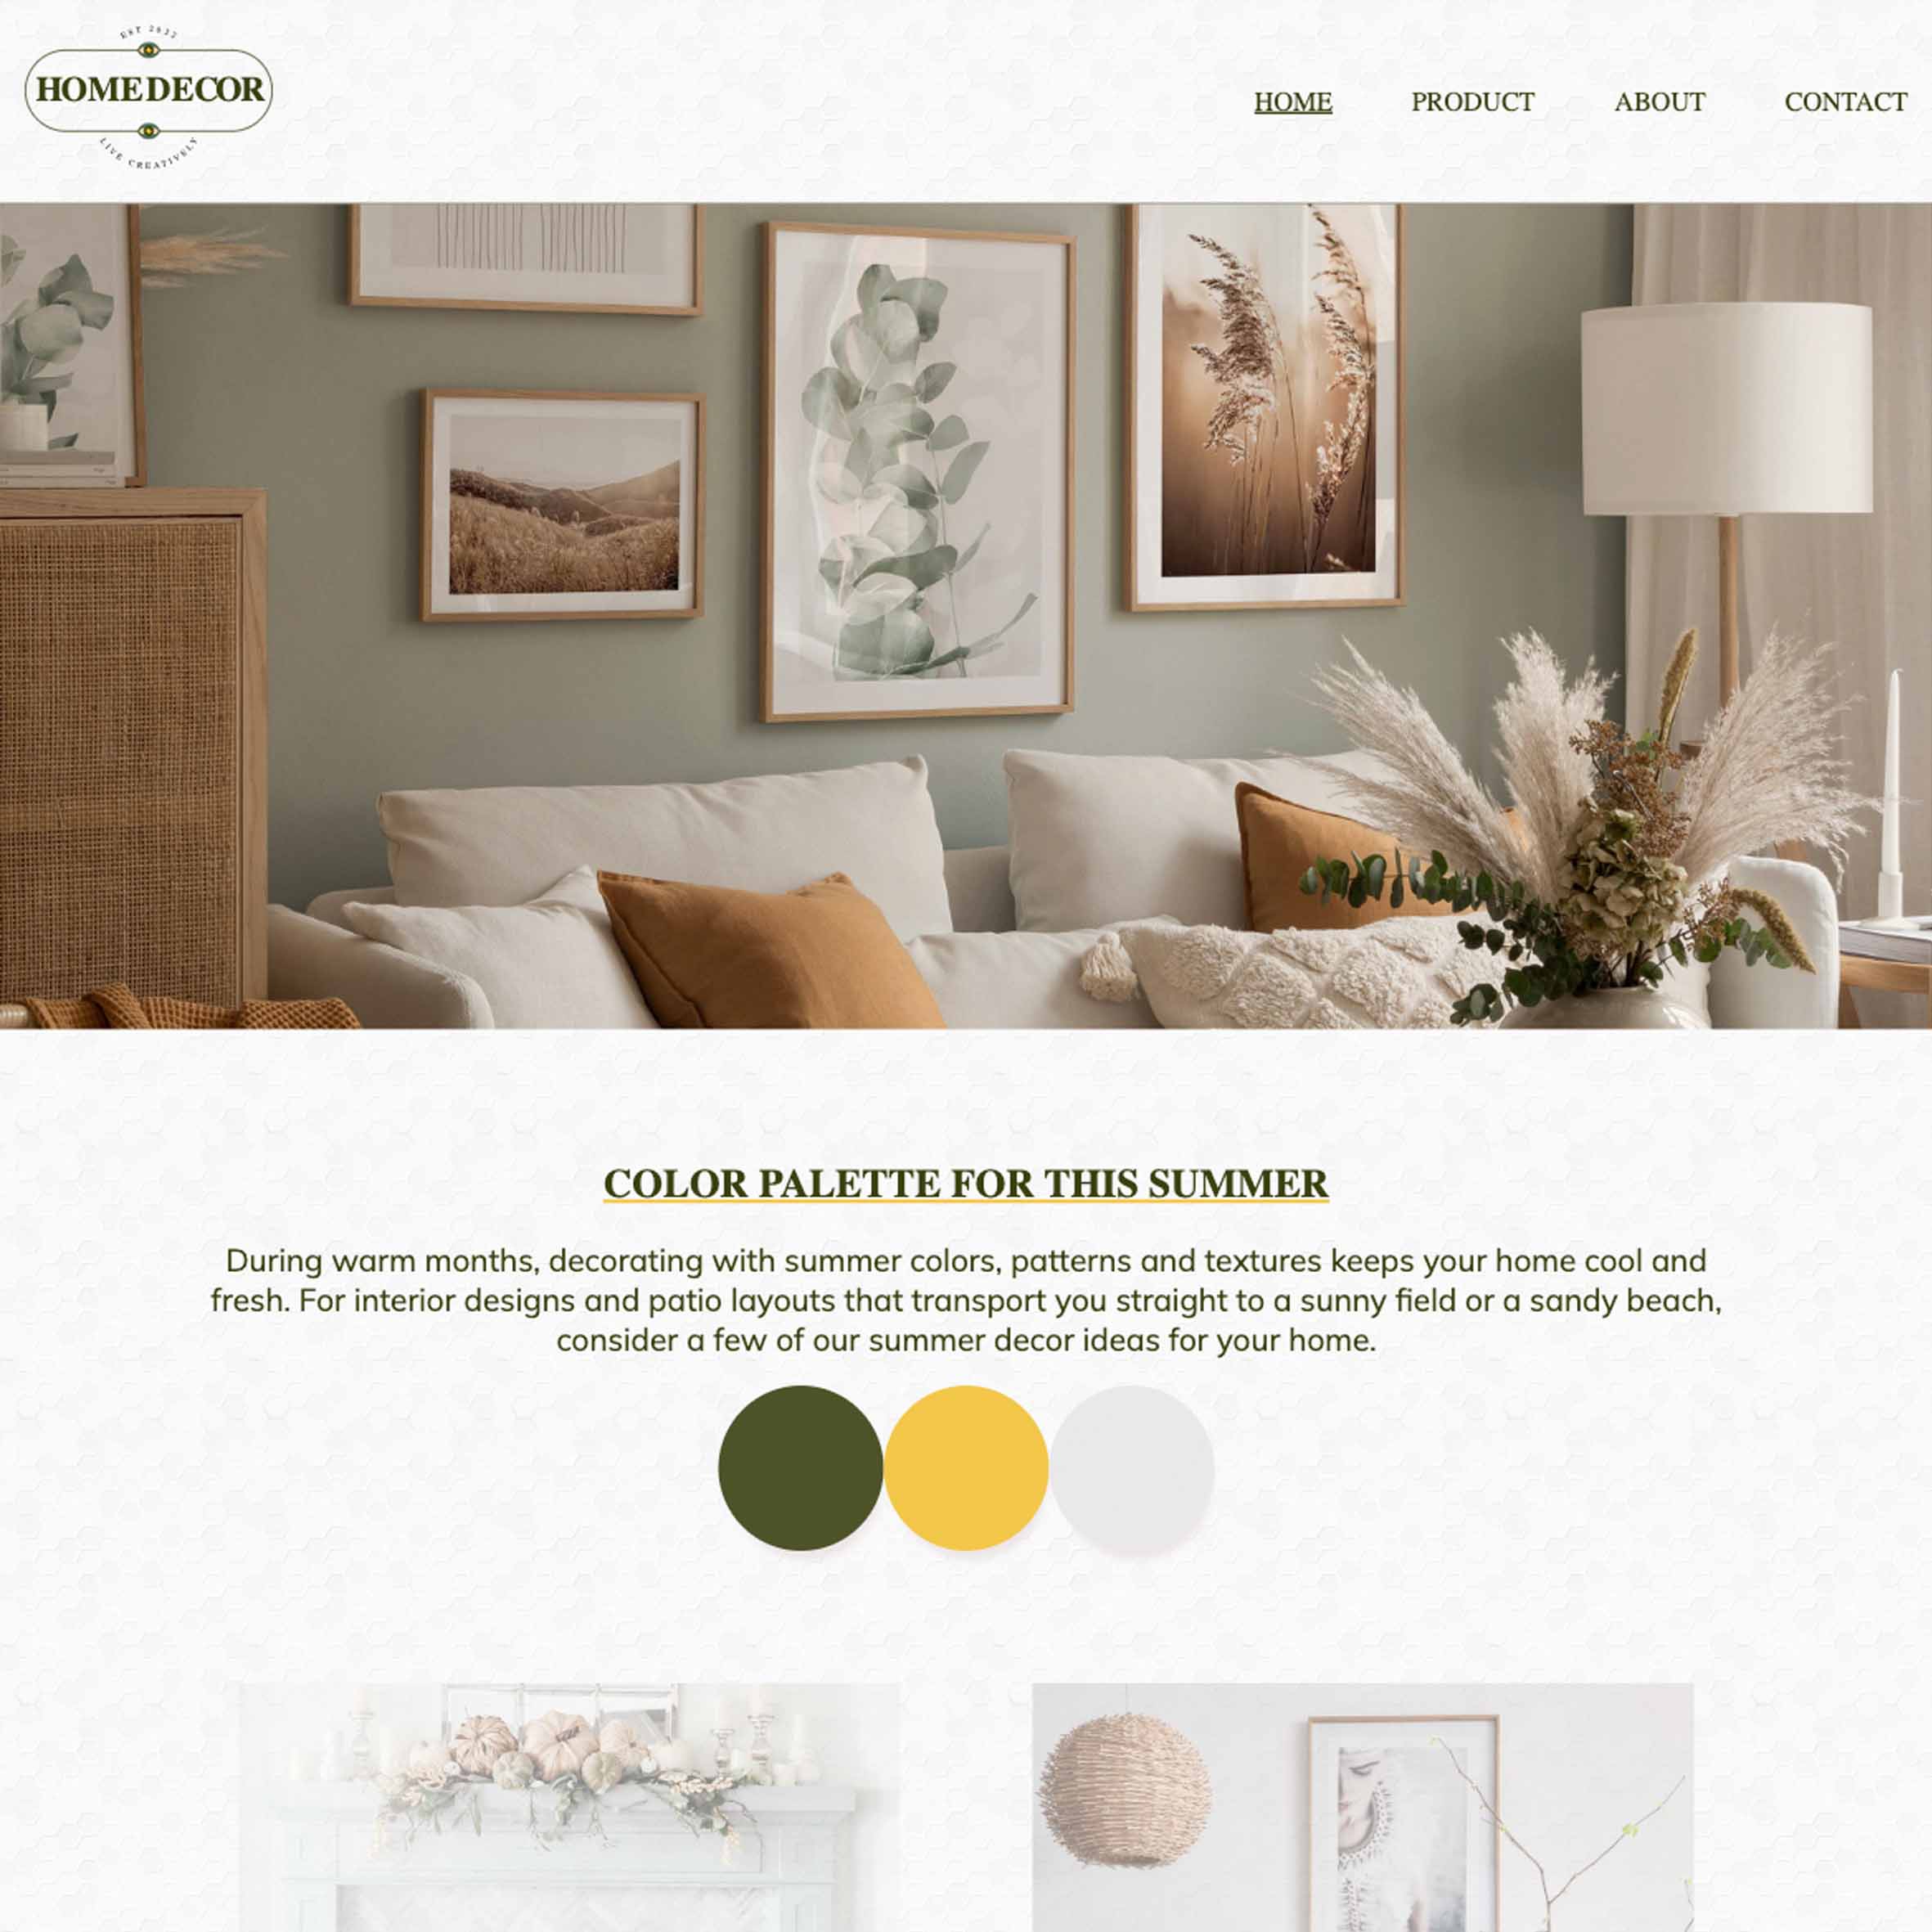 EST 2022
HOMEDECOR
LIVE CREATIVELY
HOME PRODUCT ABOUT CONTACT
COLOR PALETTE FOR THIS SUMMER
During warm months, decorating with summer colors, patterns and textures keeps your home cool and
fresh. For interior designs and patio layouts that transport you straight to a sunny field or a sandy beach,
consider a few of our summer decor ideas for your home.